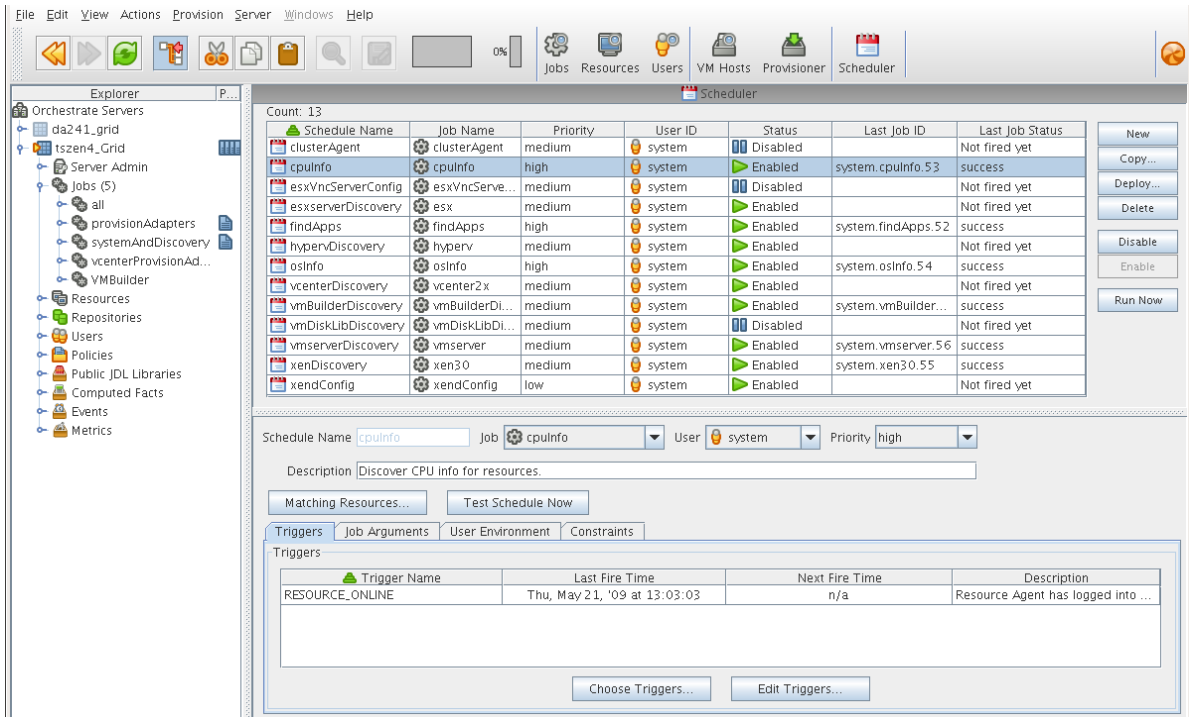 File Edit View Actions Provision Server Windows Help
0%
Jobs Resources Users VM Hosts Provisioner Scheduler
Explorer P...
Orchestrate Servers
da241_grid
tszen4_Grid
Server Admin
Jobs (5)
all
provisionAdapters
systemAndDiscovery
vcenterProvisionAd...
VMBuilder
Resources
Repositories
Users
Policies
Public JDL Libraries
Computed Facts
Events
Metrics
Scheduler
Count: 13
Schedule Name Job Name Priority User ID Status Last Job ID Last Job Status
clusterAgent clusterAgent medium system Disabled Not fired yet
cpuInfo cpuInfo high system Enabled system.cpuInfo.53 success
esxVncServerConfig esxVncServe... medium system Disabled Not fired yet
esxserverDiscovery esx medium system Enabled Not fired yet
findApps findApps high system Enabled system.findApps.52 success
hypervDiscovery hyperv medium system Enabled Not fired yet
osInfo osInfo high system Enabled system.osInfo.54 success
vcenterDiscovery vcenter2x medium system Enabled Not fired yet
vmBuilderDiscovery vmBuilderDi... medium system Enabled system.vmBuilder... success
vmDiskLibDiscovery vmDiskLibDi... medium system Disabled Not fired yet
vmserverDiscovery vmserver medium system Enabled system.vmserver.56 success
xenDiscovery xen30 medium system Enabled system.xen30.55 success
xendConfig xendConfig low system Enabled Not fired yet
New
Copy...
Deploy...
Delete
Disable
Enable
Run Now
Schedule Name cpuInfo Job cpuInfo User system Priority high
Description Discover CPU info for resources.
Matching Resources... Test Schedule Now
Triggers Job Arguments User Environment Constraints
Triggers
Trigger Name Last Fire Time Next Fire Time Description
RESOURCE_ONLINE Thu, May 21, '09 at 13:03:03 n/a Resource Agent has logged into ...
Choose Triggers... Edit Triggers...